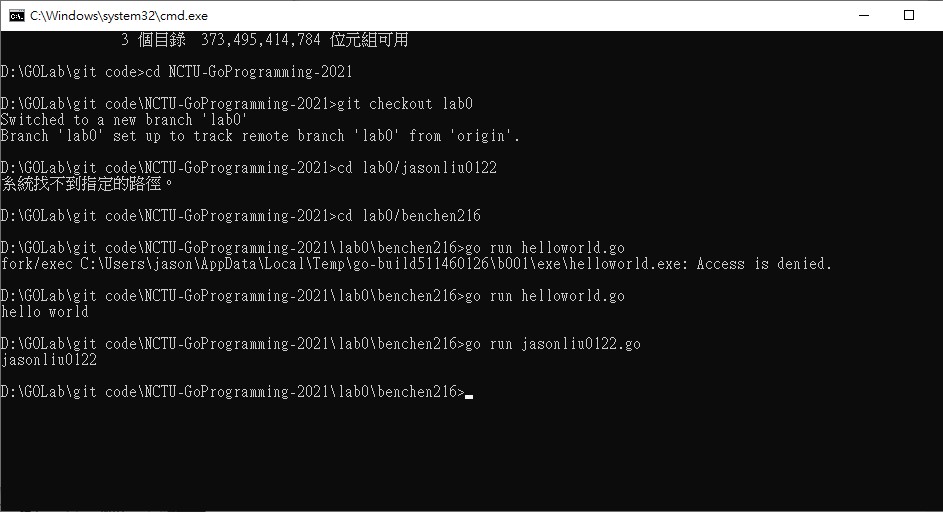 C:\Windows\system32\cmd.exe
3 個目錄  373,495,414,784 位元組可用
D:\GOLab\git code>cd NCTU-GoProgramming-2021
D:\GOLab\git code\NCTU-GoProgramming-2021>git checkout lab0
Switched to a new branch 'lab0'
Branch 'lab0' set up to track remote branch 'lab0' from 'origin'.
D:\GOLab\git code\NCTU-GoProgramming-2021>cd lab0/jasonliu0122
系統找不到指定的路徑。
D:\GOLab\git code\NCTU-GoProgramming-2021>cd lab0/benchen216
D:\GOLab\git code\NCTU-GoProgramming-2021\lab0\benchen216>go run helloworld.go
fork/exec C:\Users\jason\AppData\Local\Temp\go-build511460126\b001\exe\helloworld.exe: Access is denied.
D:\GOLab\git code\NCTU-GoProgramming-2021\lab0\benchen216>go run helloworld.go
hello world
D:\GOLab\git code\NCTU-GoProgramming-2021\lab0\benchen216>go run jasonliu0122.go
jasonliu0122
D:\GOLab\git code\NCTU-GoProgramming-2021\lab0\benchen216>